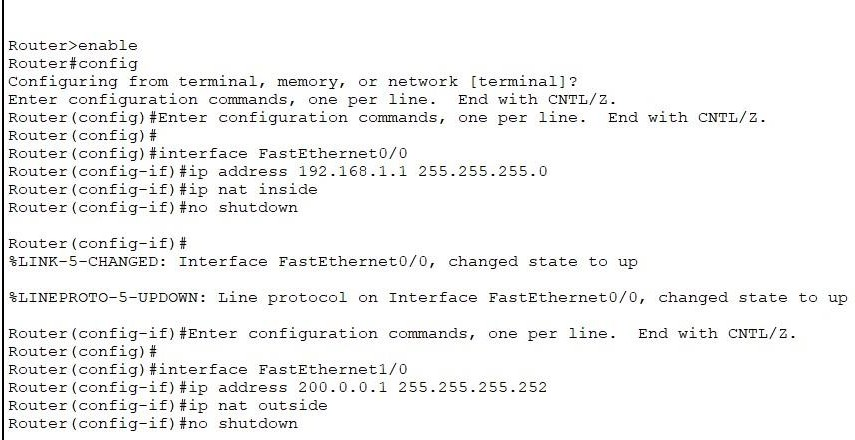 Router>enable
Router#config
Configuring from terminal, memory, or network [terminal]?
Enter configuration commands, one per line.  End with CNTL/Z.
Router(config)#Enter configuration commands, one per line.  End with CNTL/Z.
Router(config)#
Router(config)#interface FastEthernet0/0
Router(config-if)#ip address 192.168.1.1 255.255.255.0
Router(config-if)#ip nat inside
Router(config-if)#no shutdown
Router(config-if)#
%LINK-5-CHANGED: Interface FastEthernet0/0, changed state to up
%LINEPROTO-5-UPDOWN: Line protocol on Interface FastEthernet0/0, changed state to up
Router(config-if)#Enter configuration commands, one per line.  End with CNTL/Z.
Router(config)#
Router(config)#interface FastEthernet1/0
Router(config-if)#ip address 200.0.0.1 255.255.255.252
Router(config-if)#ip nat outside
Router(config-if)#no shutdown